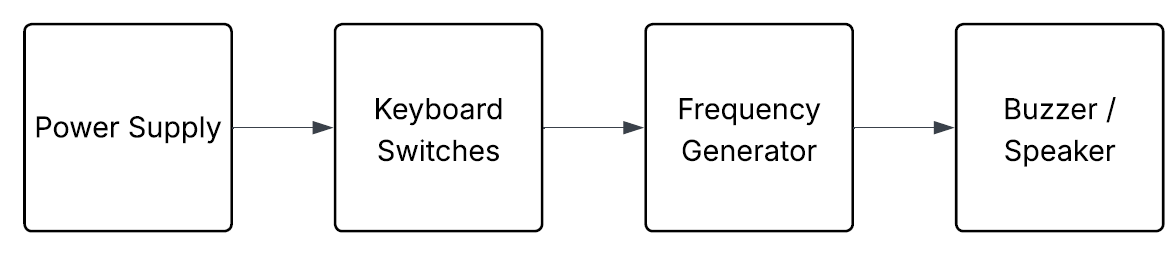 Power Supply
Keyboard
Switches
Frequency
Generator
Buzzer /
Speaker